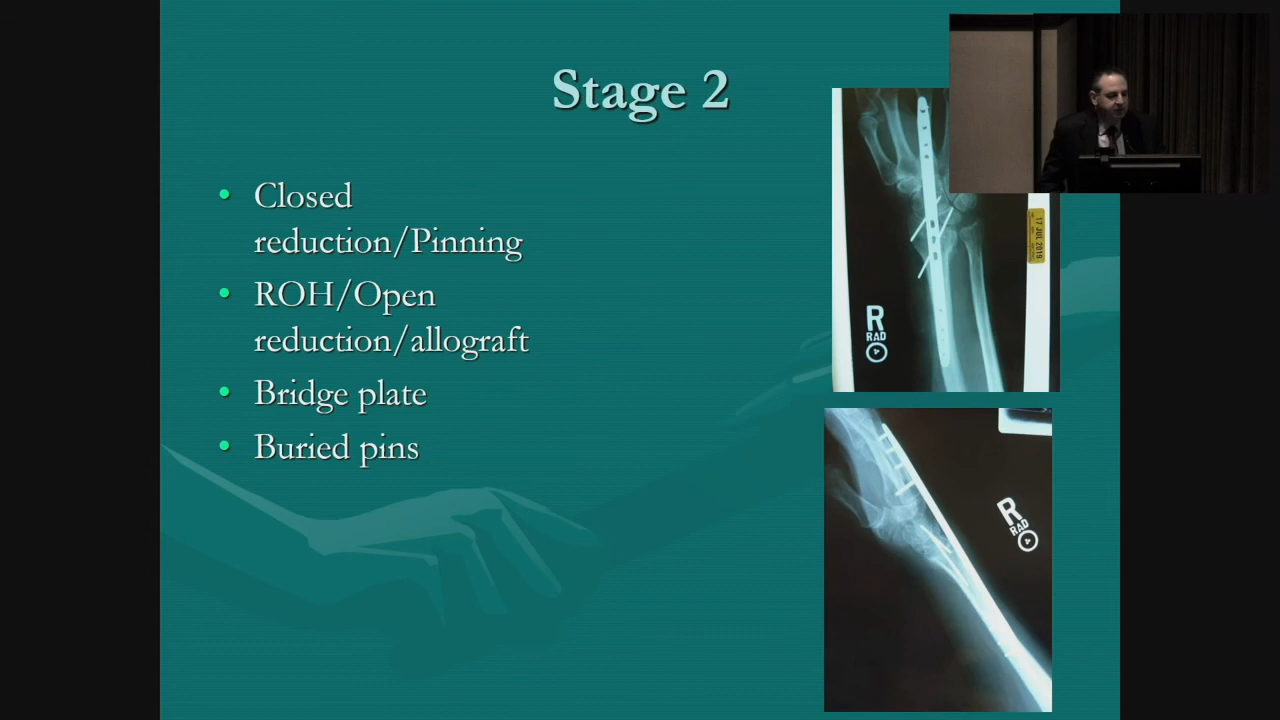 Stage 2
• Closed
reduction/Pinning
• ROH/Open
reduction/allograft
• Bridge plate
• Buried pins
17 JUL 2019
R
RAD
R
RAD